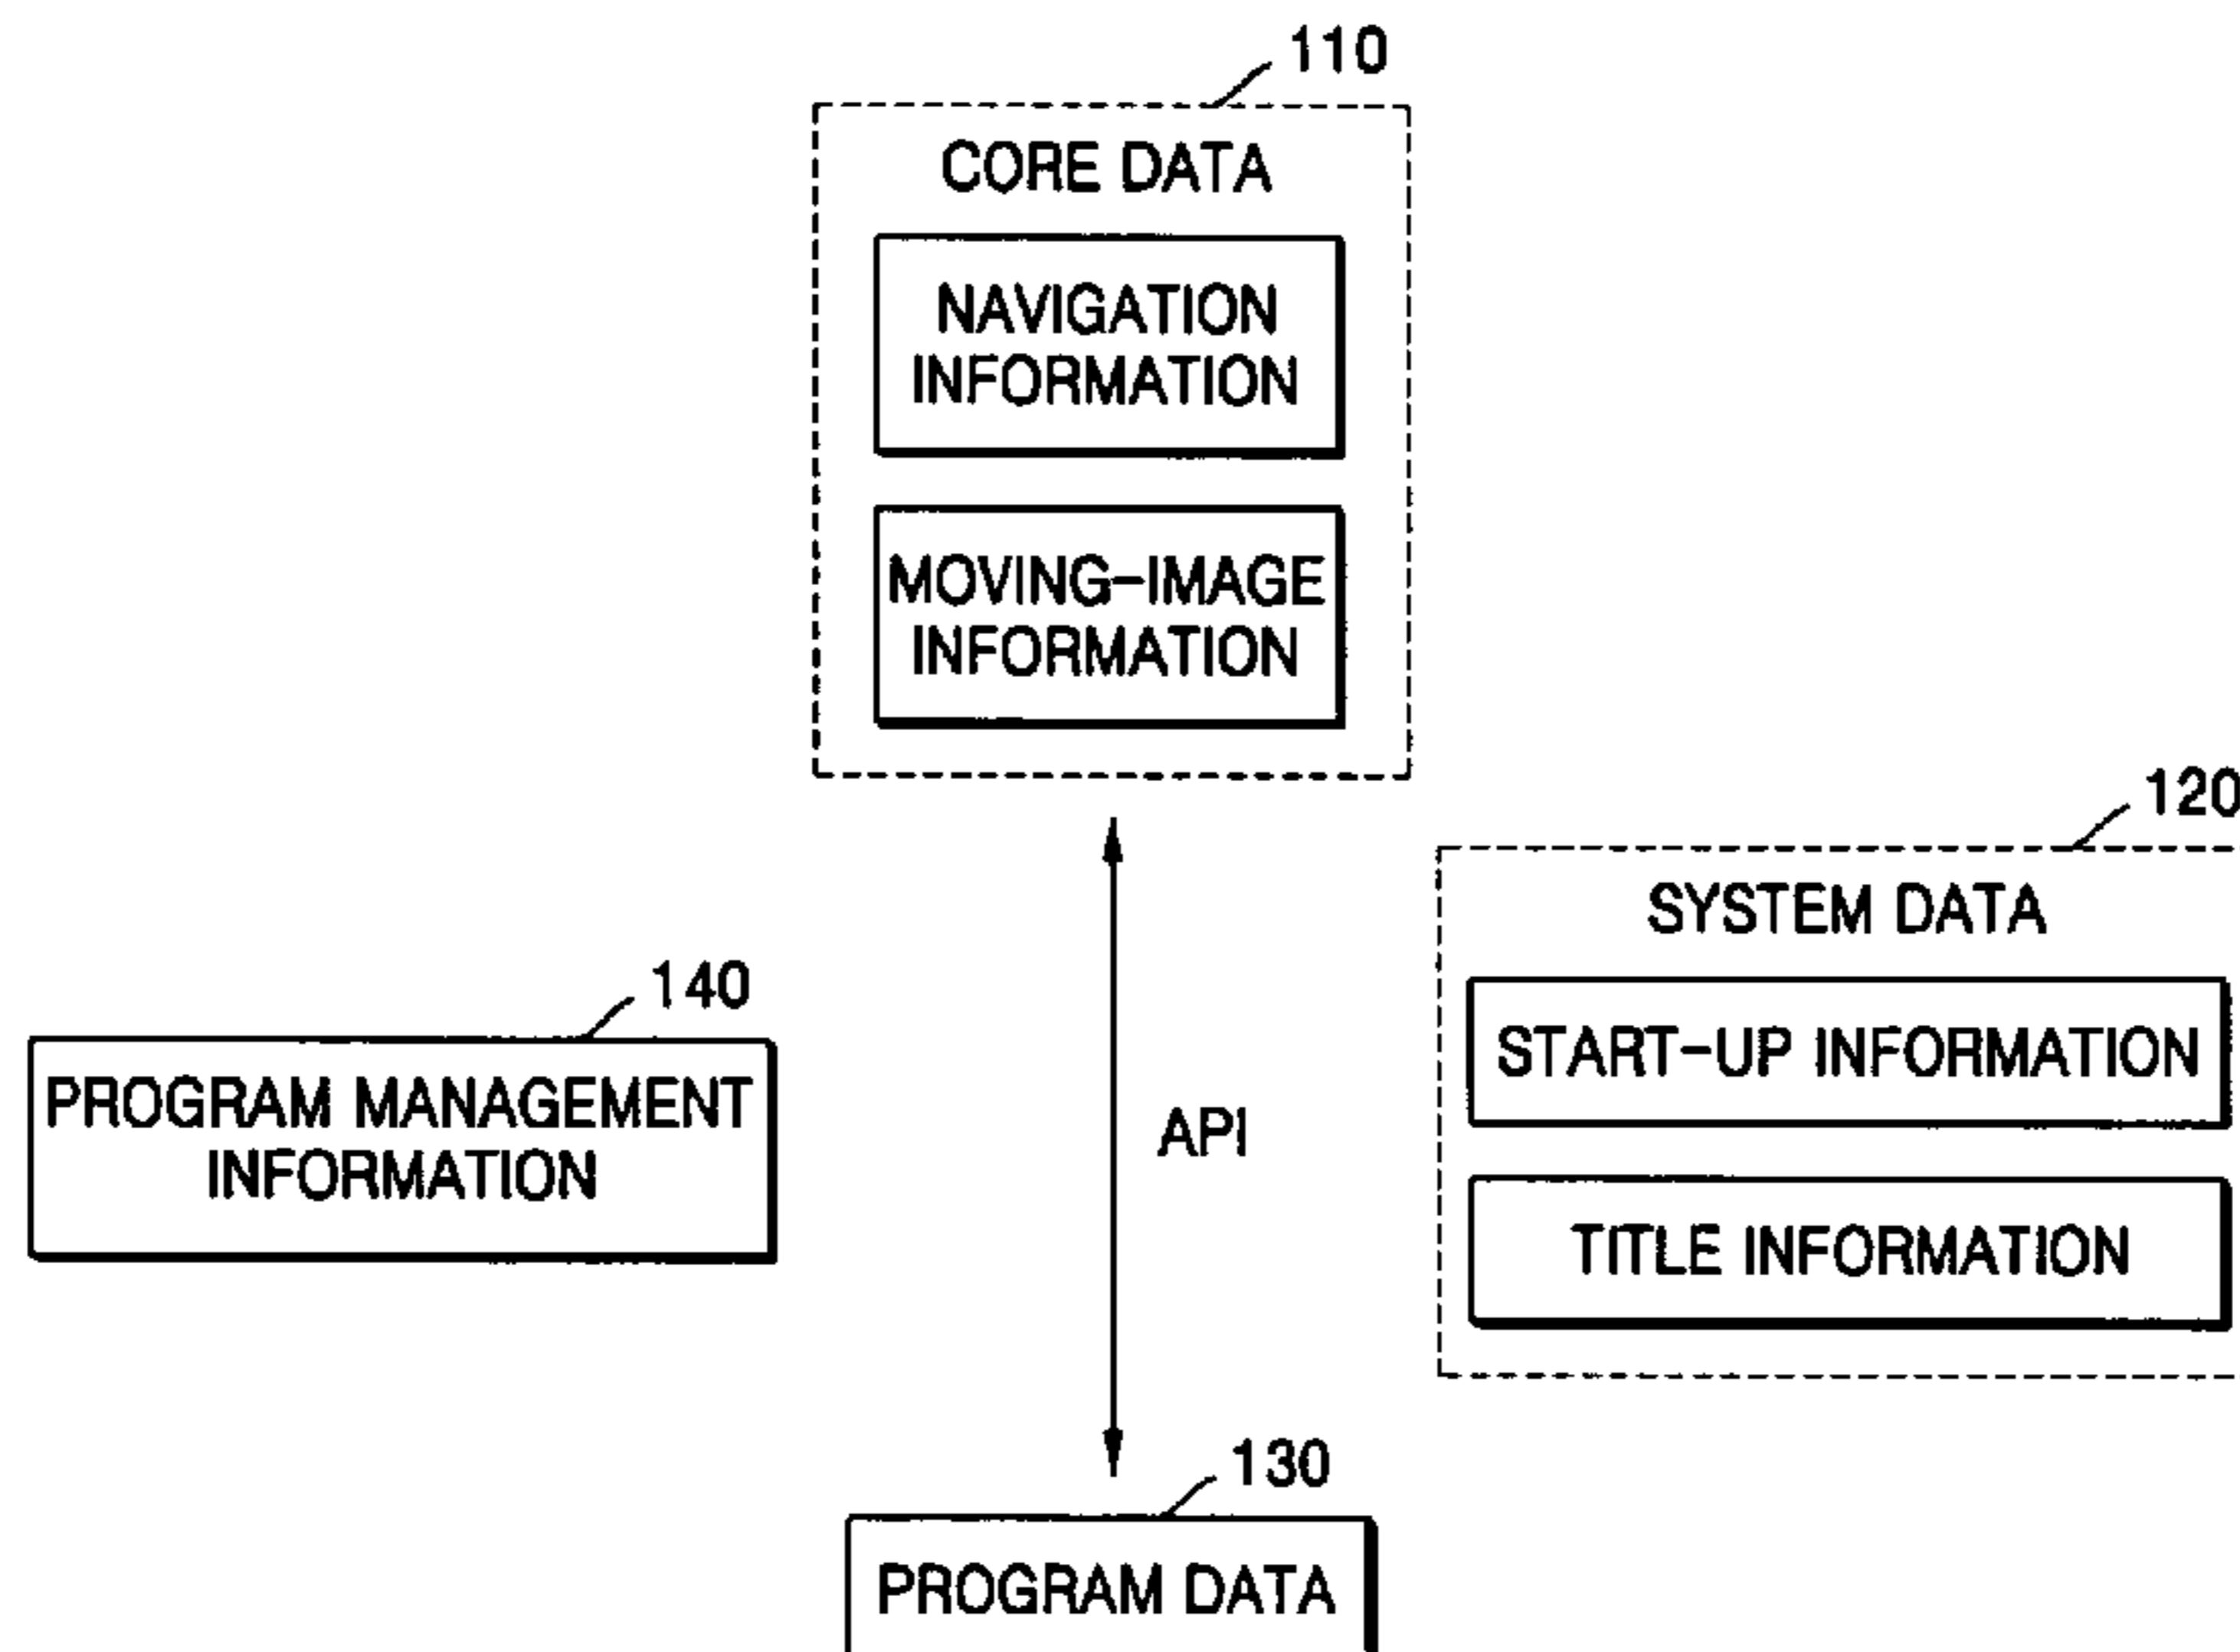 110
CORE DATA
NAVIGATION
INFORMATION
MOVING-IMAGE
INFORMATION
120
SYSTEM DATA
START-UP INFORMATION
TITLE INFORMATION
140
PROGRAM MANAGEMENT
INFORMATION
API
130
PROGRAM DATA